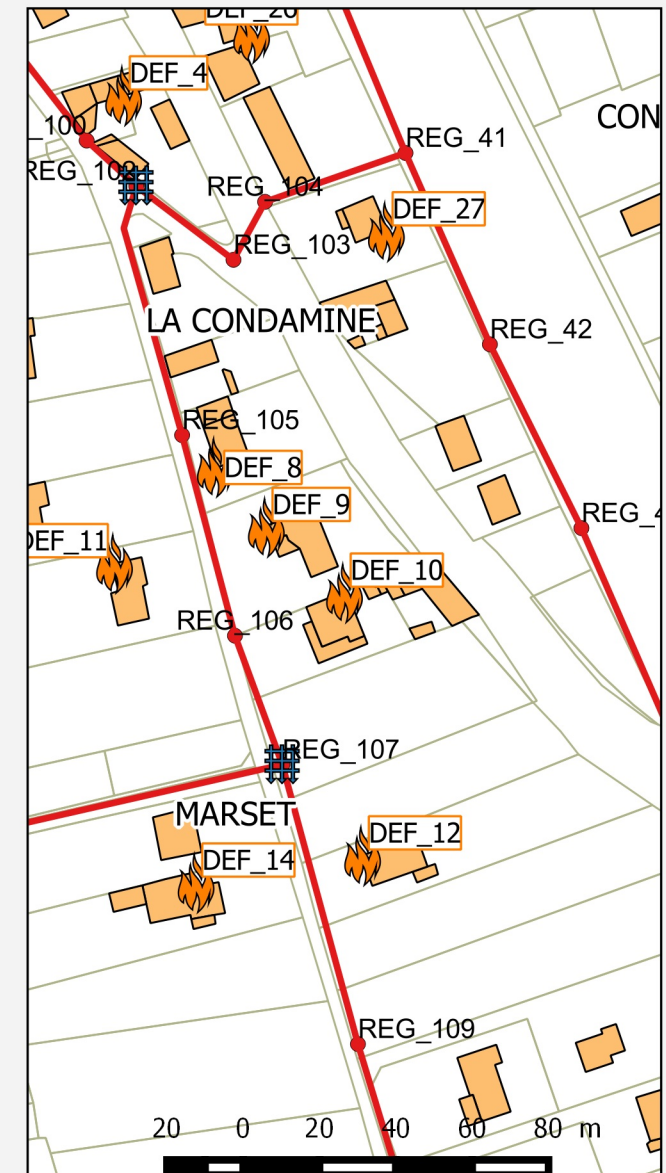 DEF_26
DEF_4
CON
_100
REG_41
REG_102
REG_104
DEF_27
REG_103
LA CONDAMINE
REG_42
REG_105
DEF_8
DEF_9
REG_4
DEF_11
DEF_10
REG_106
REG_107
MARSET
DEF_12
DEF_14
REG_109
20 0 20 40 60 80 m